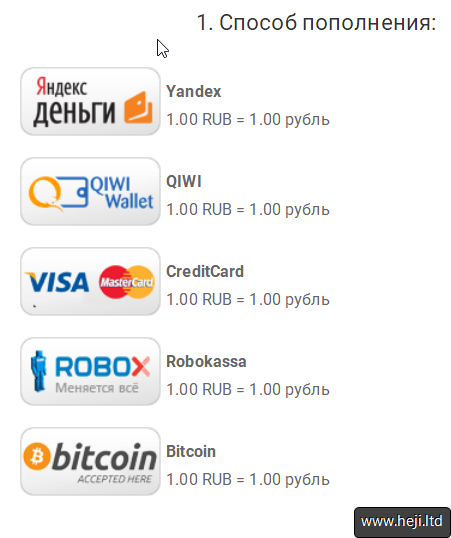 1. Способ пополнения:
Яндекс
деньги
Yandex
1.00 RUB = 1.00 рубль
QIWI
Wallet
QIWI
1.00 RUB = 1.00 рубль
VISA MasterCard
CreditCard
1.00 RUB = 1.00 рубль
ROBOX
Меняется всё
Robokassa
1.00 RUB = 1.00 рубль
bitcoin
ACCEPTED HERE
Bitcoin
1.00 RUB = 1.00 рубль
www.heji.ltd